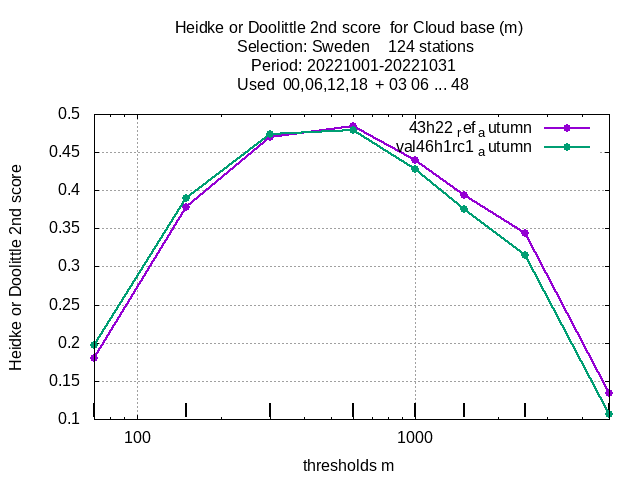 Heidke or Doolittle 2nd score  for Cloud base (m)
Selection: Sweden    124 stations
Period: 20221001-20221031
Used  00,06,12,18  + 03 06 ... 48
43h22 ref autumn
val46h1rc1 autumn
Heidke or Doolittle 2nd score
0.5
0.45
0.4
0.35
0.3
0.25
0.2
0.15
0.1
100
1000
thresholds m